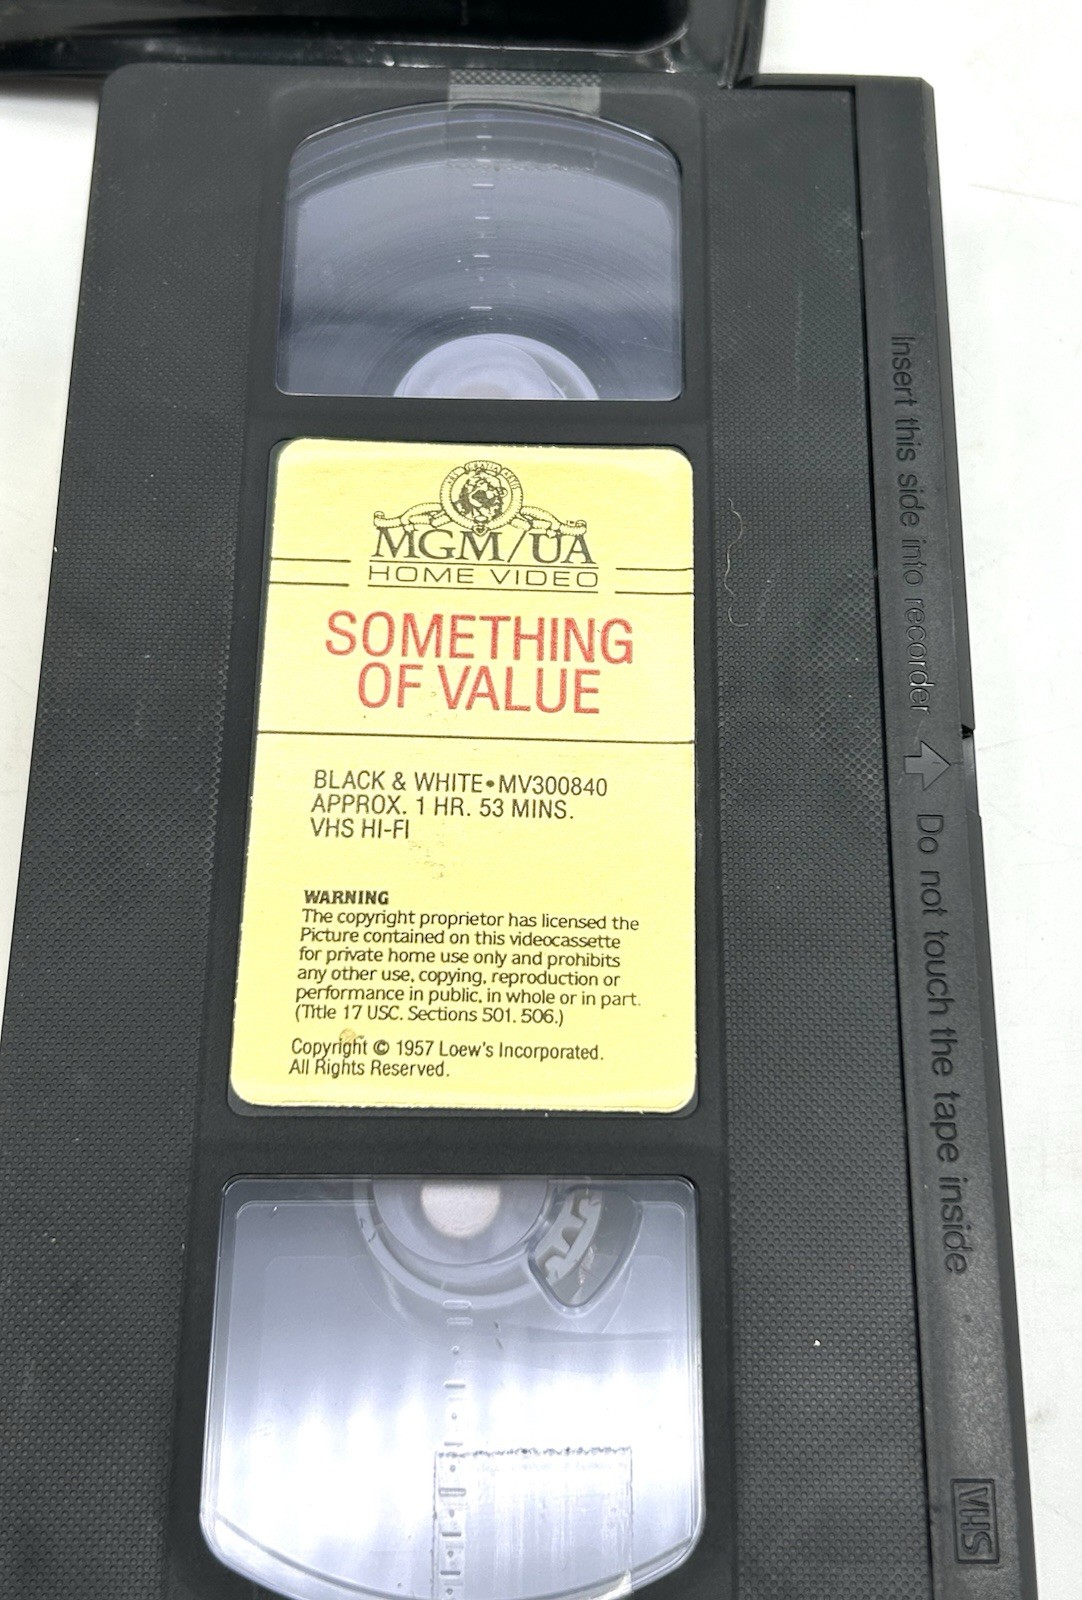 MGM/UA
HOME VIDEO
SOMETHING
OF VALUE
BLACK & WHITE•MV300840
APPROX. 1 HR. 53 MINS.
VHS HI-FI
WARNING
The copyright proprietor has licensed the
Picture contained on this videocassette
for private home use only and prohibits
any other use, copying, reproduction or
performance in public, in whole or in part.
(Title 17 USC. Sections 501. 506.)
Copyright © 1957 Loew's Incorporated.
All Rights Reserved.
Insert this side into recorder
Do not touch the tape inside
VHS